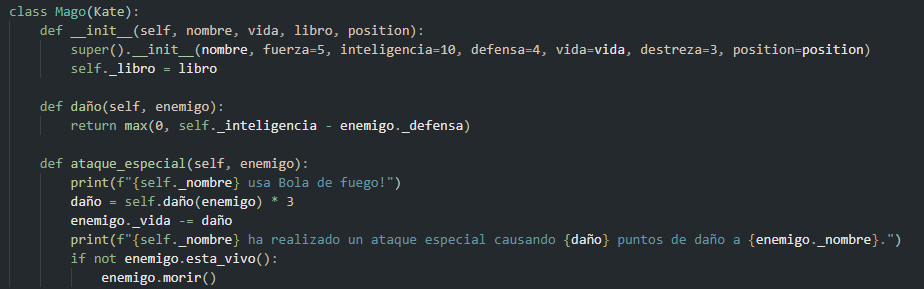 class Mago(Kate):
    def __init__(self, nombre, vida, libro, position):
        super().__init__(nombre, fuerza=5, inteligencia=10, defensa=4, vida=vida, destreza=3, position=position)
        self._libro = libro

    def daño(self, enemigo):
        return max(0, self._inteligencia - enemigo._defensa)

    def ataque_especial(self, enemigo):
        print(f"{self._nombre} usa Bola de fuego!")
        daño = self.daño(enemigo) * 3
        enemigo._vida -= daño
        print(f"{self._nombre} ha realizado un ataque especial causando {daño} puntos de daño a {enemigo._nombre}.")
        if not enemigo.esta_vivo():
            enemigo.morir()